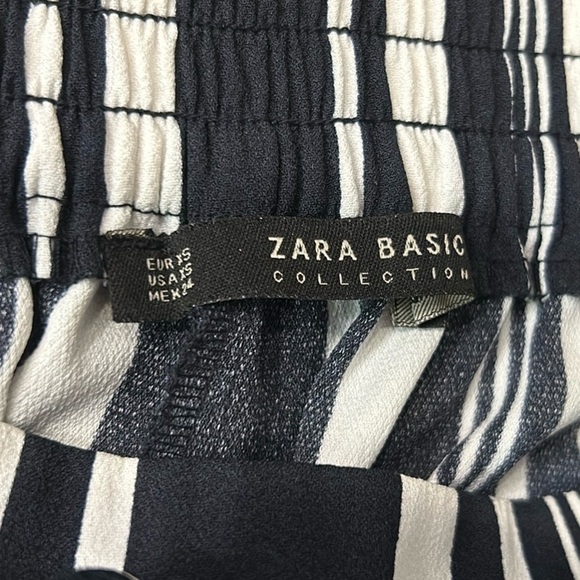 ZARA BASIC
COLLECTION
EUR XS
USA XS
MEX 24